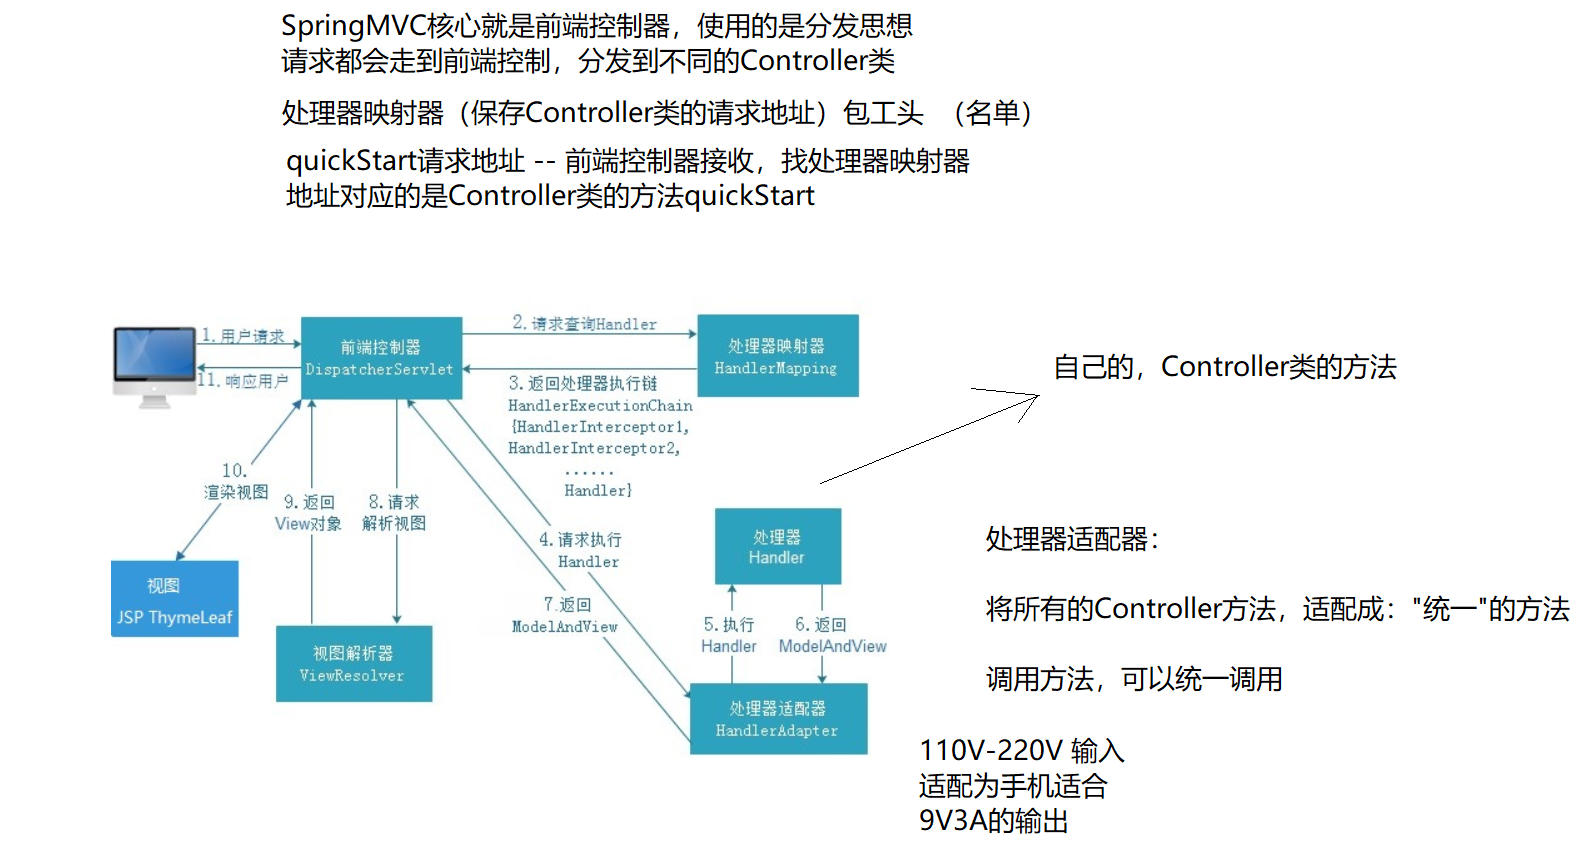 SpringMVC核心就是前端控制器，使用的是分发思想
请求都会走到前端控制，分发到不同的Controller类
处理器映射器（保存Controller类的请求地址）包工头 （名单）
quickStart请求地址 -- 前端控制器接收，找处理器映射器
地址对应的是Controller类的方法quickStart
1.用户请求
11.响应用户
前端控制器
DispatcherServlet
2.请求查询Handler
3.返回处理器执行链
HandlerExecutionChain
{HandlerInterceptor1,
HandlerInterceptor2,
......
Handler}
处理器映射器
HandlerMapping
自己的，Controller类的方法
10.
渲染视图
9.返回
View对象
8.请求
解析视图
4.请求执行
Handler
7.返回
ModelAndView
处理器
Handler
5.执行
Handler
6.返回
ModelAndView
视图
JSP ThymeLeaf
视图解析器
ViewResolver
处理器适配器
HandlerAdapter
处理器适配器：
将所有的Controller方法，适配成："统一"的方法
调用方法，可以统一调用
110V-220V 输入
适配为手机适合
9V3A的输出